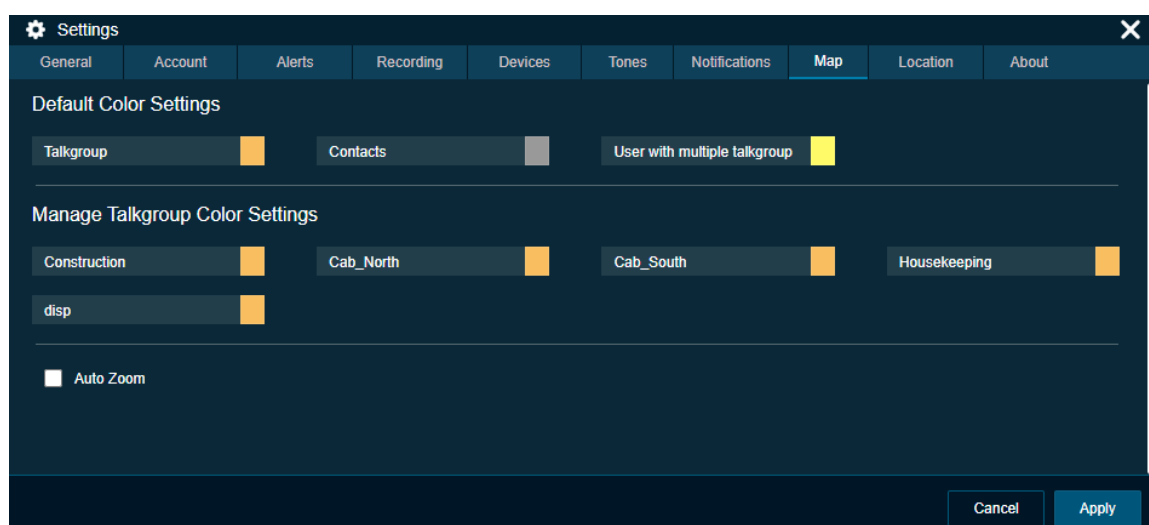 Settings
General Account Alerts Recording Devices Tones Notifications Map Location About
Default Color Settings
Talkgroup Contacts User with multiple talkgroup
Manage Talkgroup Color Settings
Construction Cab_North Cab_South Housekeeping
disp
Auto Zoom
Cancel Apply